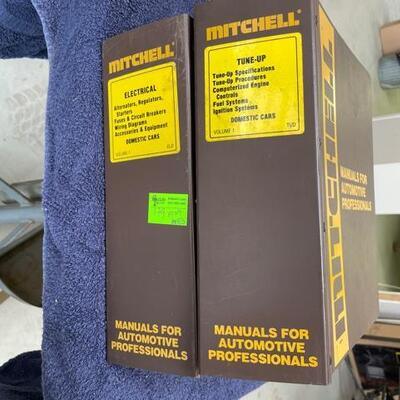 MITCHELL®
ELECTRICAL
Alternators, Regulators,
Starters
Fuses & Circuit Breakers
Wiring Diagrams
Accessories & Equipment
DOMESTIC CARS
VOLUME 1
MANUALS FOR
AUTOMOTIVE
PROFESSIONALS
MITCHELL®
TUNE-UP
Tune-Up Specifications
Tune-Up Procedures
Computerized Engine
Controls
Fuel Systems
Ignition Systems
DOMESTIC CARS
VOLUME 1 TUD
MANUALS FOR
AUTOMOTIVE
PROFESSIONALS
MITCHELL
MANUALS FOR
AUTOMOTIVE
PROFESSIONALS